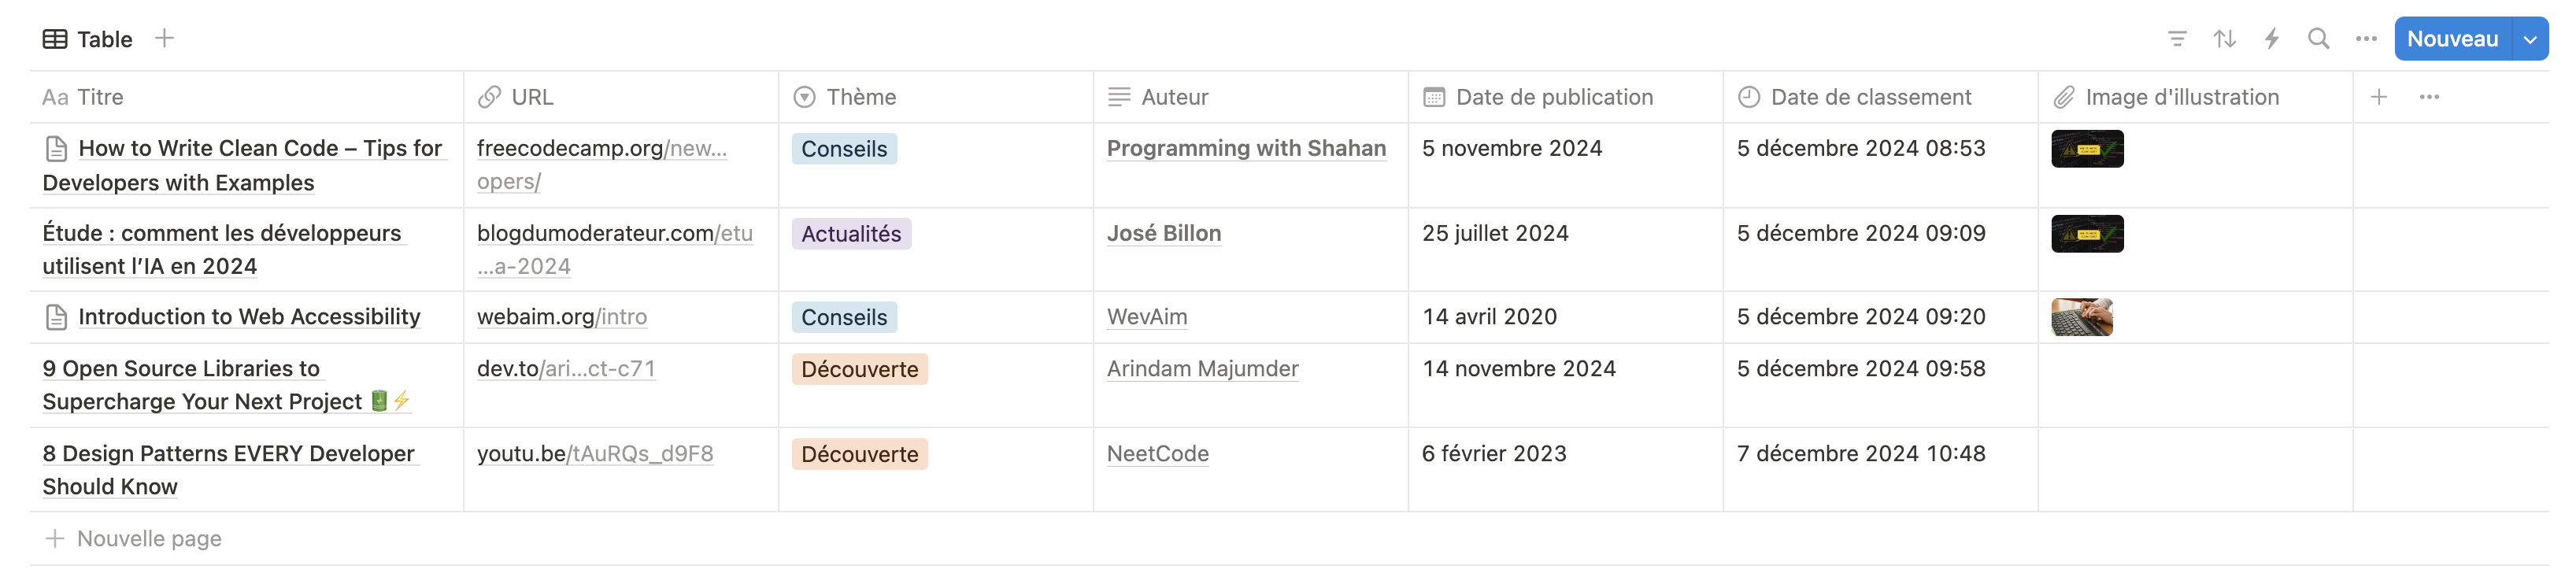 Table
Nouveau
Aa Titre
URL
Thème
Auteur
Date de publication
Date de classement
Image d'illustration
How to Write Clean Code – Tips for
Developers with Examples
freecodecamp.org/new...
opers/
Conseils
Programming with Shahan
5 novembre 2024
5 décembre 2024 08:53
Étude : comment les développeurs
utilisent l’IA en 2024
blogdumoderateur.com/etu
...a-2024
Actualités
José Billon
25 juillet 2024
5 décembre 2024 09:09
Introduction to Web Accessibility
webaim.org/intro
Conseils
WevAim
14 avril 2020
5 décembre 2024 09:20
9 Open Source Libraries to
Supercharge Your Next Project 🔋⚡
dev.to/ari...ct-c71
Découverte
Arindam Majumder
14 novembre 2024
5 décembre 2024 09:58
8 Design Patterns EVERY Developer
Should Know
youtu.be/tAuRQs_d9F8
Découverte
NeetCode
6 février 2023
7 décembre 2024 10:48
Nouvelle page